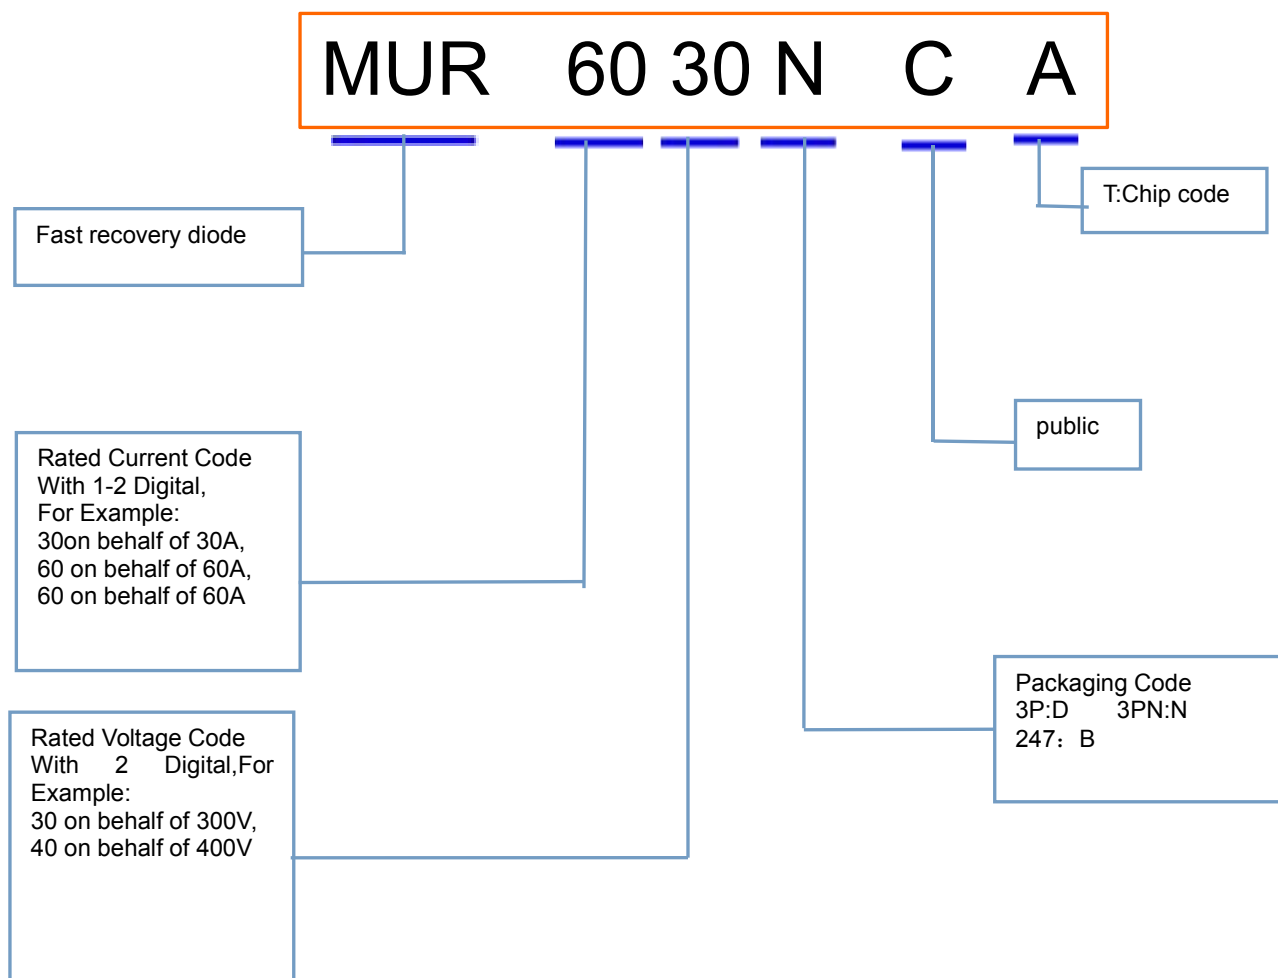 MUR 60 30 N C A
T:Chip code
Fast recovery diode
public
Rated Current Code
With 1-2 Digital,
For Example:
30on behalf of 30A,
60 on behalf of 60A,
60 on behalf of 60A
Packaging Code
3P:D 3PN:N
247：B
Rated Voltage Code
With 2 Digital,For
Example:
30 on behalf of 300V,
40 on behalf of 400V